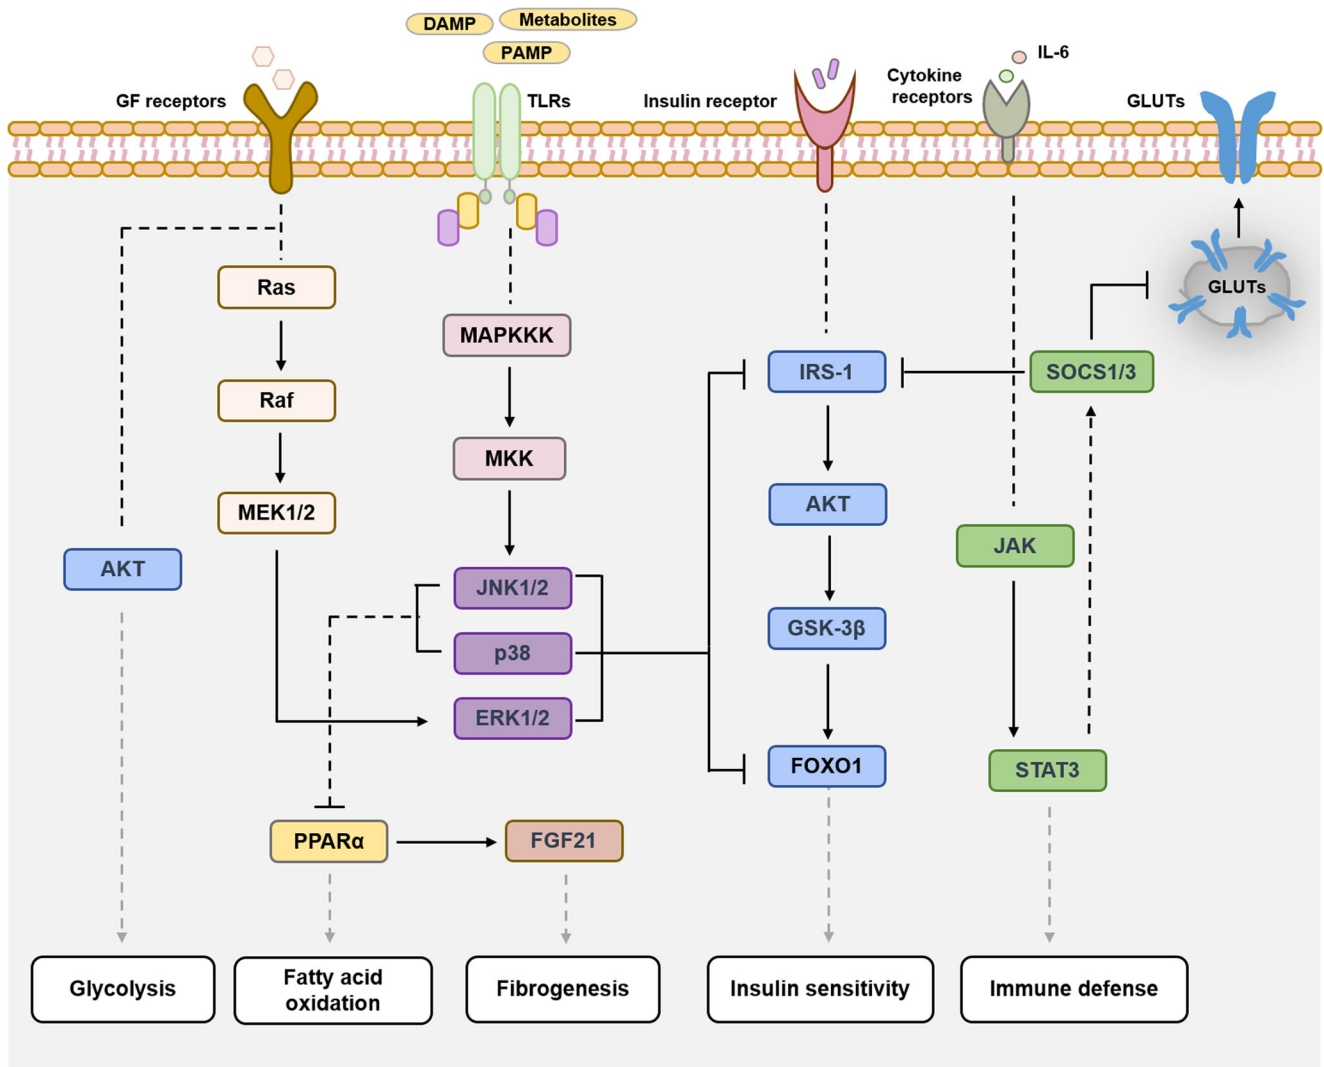 DAMP
Metabolites
PAMP
IL-6
GF receptors
TLRs
Insulin receptor
Cytokine
receptors
GLUTs
Ras
GLUTs
MAPKKK
IRS-1
SOCS1/3
Raf
MKK
MEK1/2
AKT
JAK
AKT
JNK1/2
GSK-3β
p38
ERK1/2
FOXO1
STAT3
PPARα
FGF21
Glycolysis
Fatty acid
oxidation
Fibrogenesis
Insulin sensitivity
Immune defense